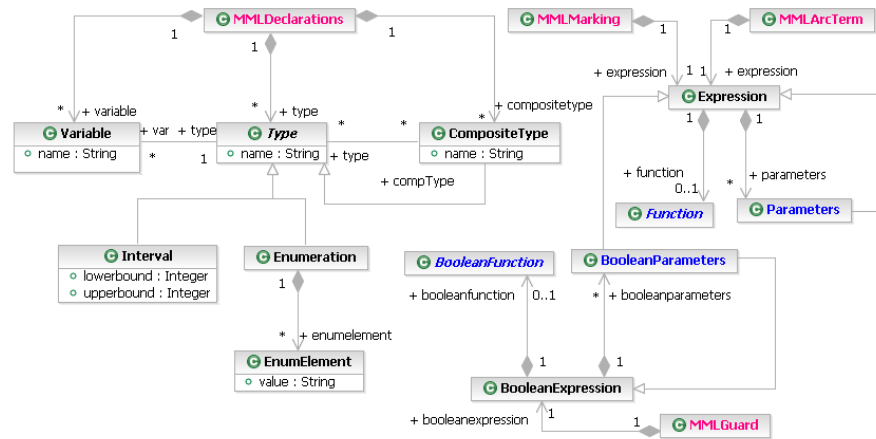 MMLDeclarations
MMLMarking
MMLArcTerm
1
1
1
1
1
+ expression
1
1
+ expression
*
+ variable
*
+ type
+ compositetype
*
Expression
1
1
Variable
name : String
+ var
+ type
*
1
Type
name : String
*
*
+ type
CompositeType
name : String
+ compType
+ function
0..1
+ parameters
*
Function
Parameters
Interval
lowerbound : Integer
upperbound : Integer
Enumeration
1
BooleanFunction
BooleanParameters
+ booleanfunction
0..1
*
+ booleanparameters
*
+ enumelement
EnumElement
value : String
1
1
BooleanExpression
+ booleanexpression
1
1
MMLGuard